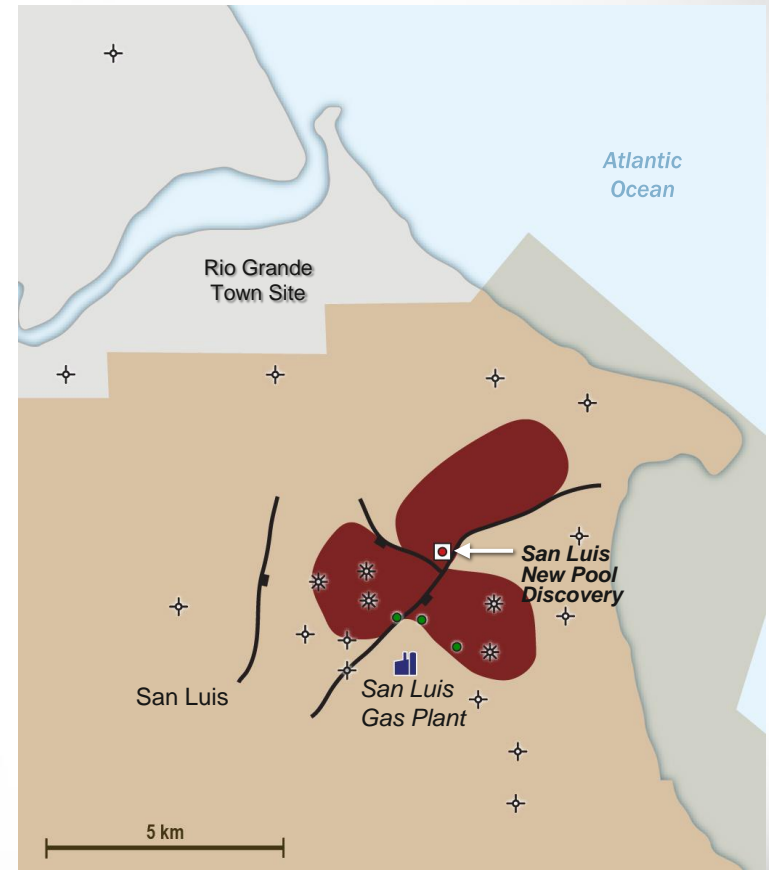 Atlantic
Ocean
Rio Grande
Town Site
San Luis
New Pool
Discovery
San Luis
San Luis
Gas Plant
5 km